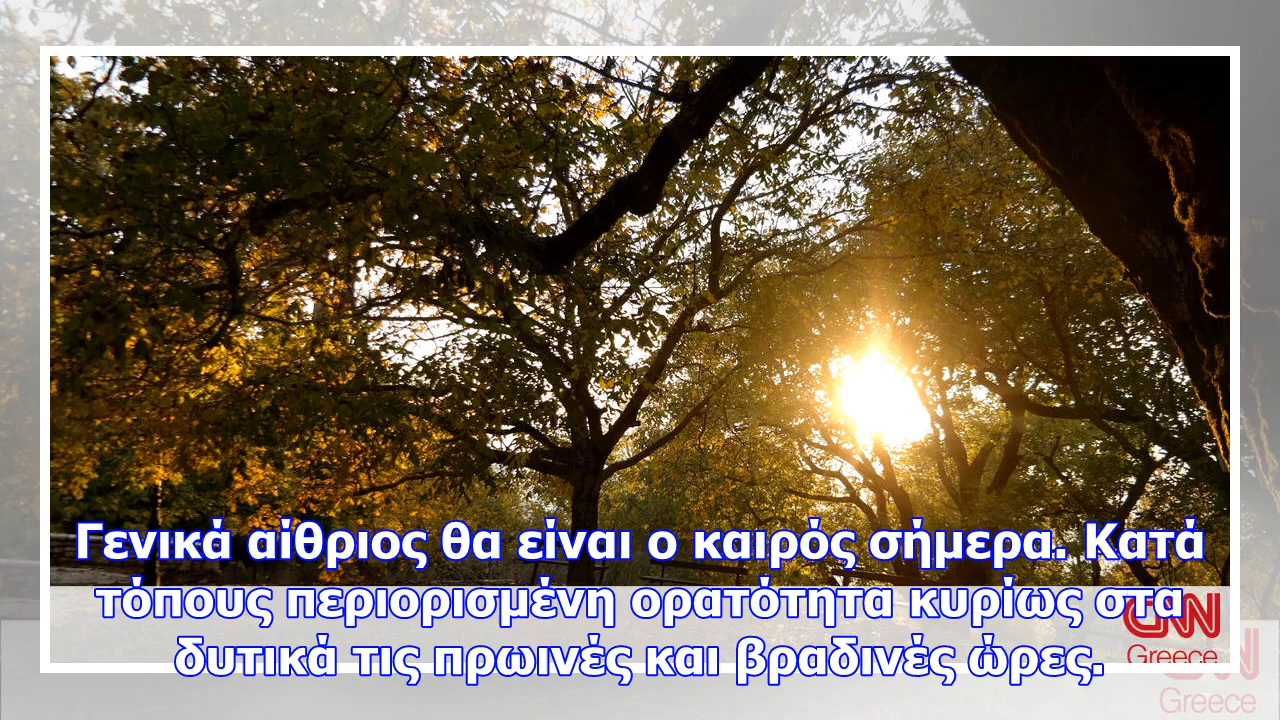 Γενικά αίθριος θα είναι ο καιρός σήμερα. Κατά
τόπους περιορισμένη ορατότητα κυρίως στα
δυτικά τις πρωινές και βραδινές ώρες.
CNN
Greece
Greece